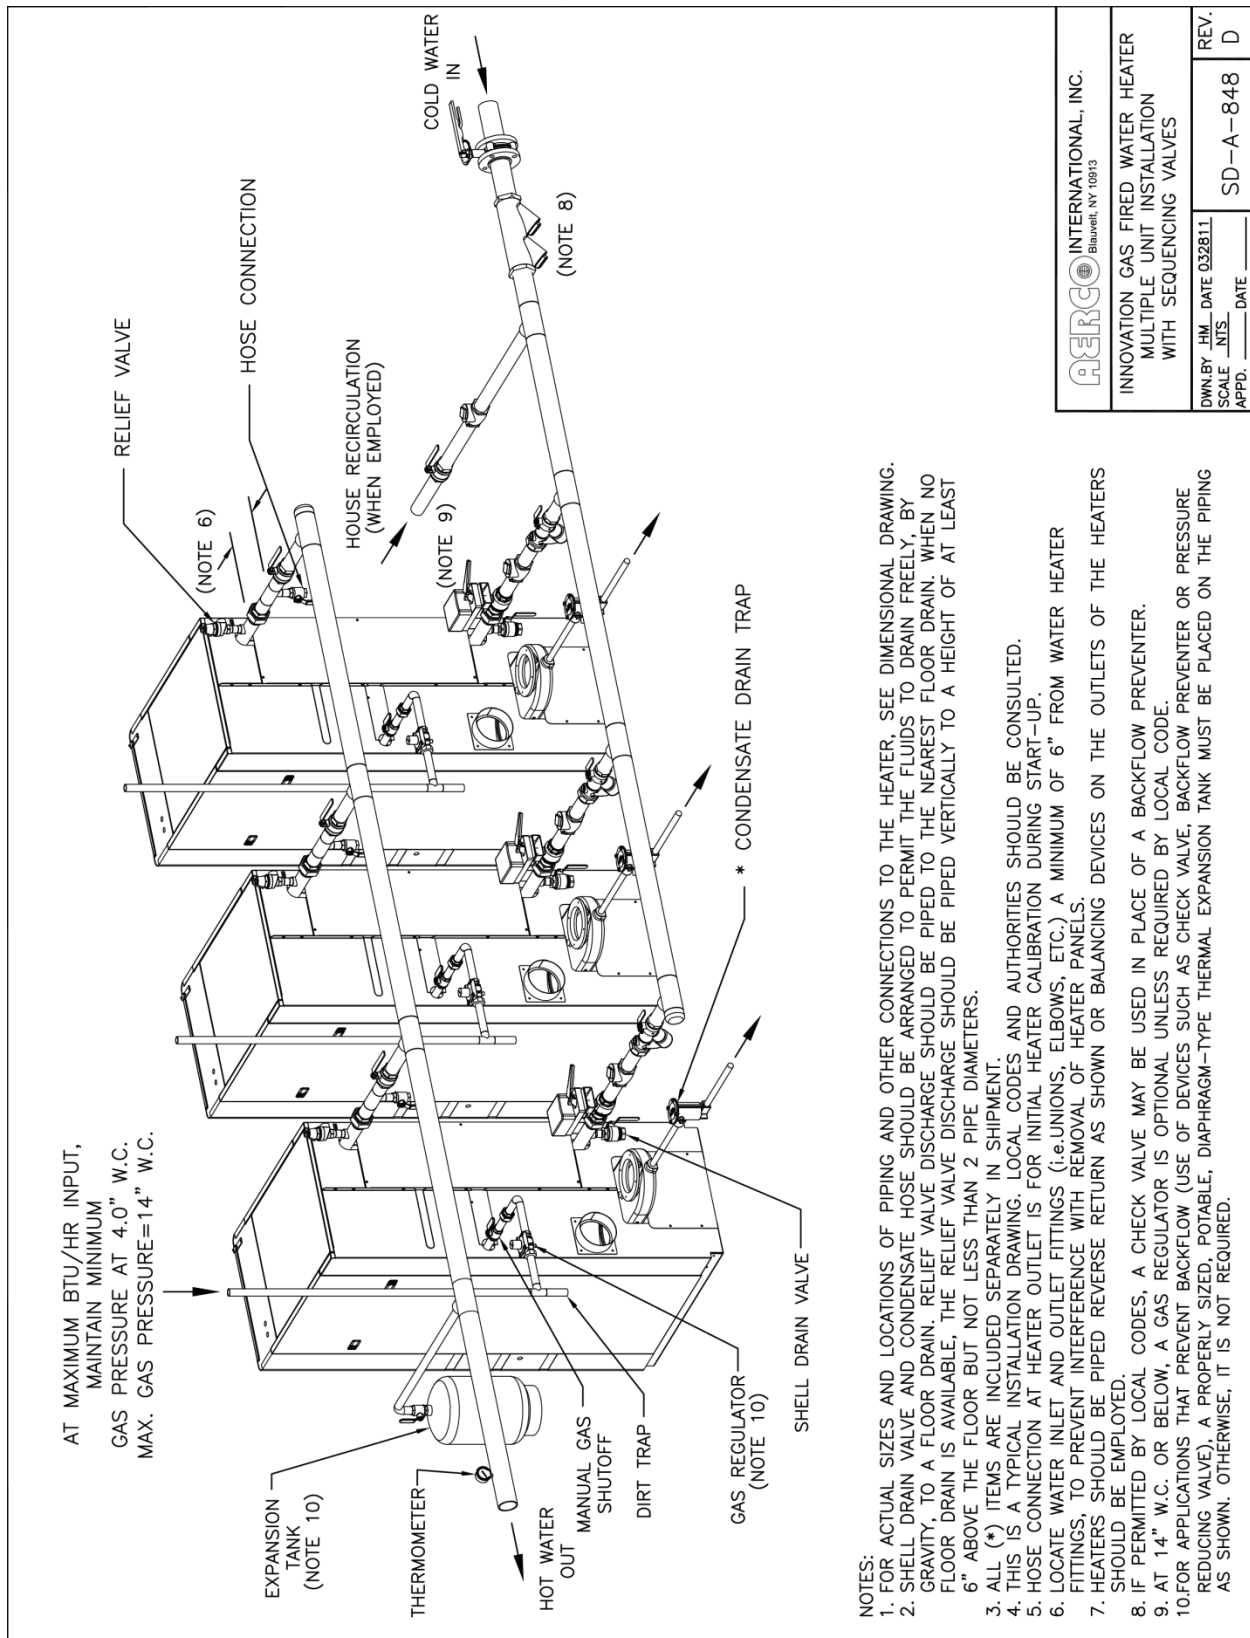 AT MAXIMUM BTU/HR INPUT,
MAINTAIN MINIMUM
GAS PRESSURE AT 4.0" W.C.
MAX. GAS PRESSURE=14" W.C.
RELIEF VALVE
(NOTE 6)
HOSE CONNECTION
COLD WATER
IN
HOUSE RECIRCULATION
(WHEN EMPLOYED)
(NOTE 9)
(NOTE 8)
EXPANSION
TANK
(NOTE 10)
THERMOMETER
HOT WATER
OUT
MANUAL GAS
SHUTOFF
DIRT TRAP
GAS REGULATOR
(NOTE 10)
SHELL DRAIN VALVE
* CONDENSATE DRAIN TRAP
NOTES:
1. FOR ACTUAL SIZES AND LOCATIONS OF PIPING AND OTHER CONNECTIONS TO THE HEATER, SEE DIMENSIONAL DRAWING.
2. SHELL DRAIN VALVE AND CONDENSATE HOSE SHOULD BE ARRANGED TO PERMIT THE FLUIDS TO DRAIN FREELY, BY
GRAVITY, TO A FLOOR DRAIN. RELIEF VALVE DISCHARGE SHOULD BE PIPED TO THE NEAREST FLOOR DRAIN. WHEN NO
FLOOR DRAIN IS AVAILABLE, THE RELIEF VALVE DISCHARGE SHOULD BE PIPED VERTICALLY TO A HEIGHT OF AT LEAST
6" ABOVE THE FLOOR BUT NOT LESS THAN 2 PIPE DIAMETERS.
3. ALL (*) ITEMS ARE INCLUDED SEPARATELY IN SHIPMENT.
4. THIS IS A TYPICAL INSTALLATION DRAWING. LOCAL CODES AND AUTHORITIES SHOULD BE CONSULTED.
5. HOSE CONNECTION AT HEATER OUTLET IS FOR INITIAL HEATER CALIBRATION DURING START-UP.
6. LOCATE WATER INLET AND OUTLET FITTINGS (i.e.UNIONS, ELBOWS, ETC.) A MINIMUM OF 6" FROM WATER HEATER
FITTINGS, TO PREVENT INTERFERENCE WITH REMOVAL OF HEATER PANELS.
7. HEATERS SHOULD BE PIPED REVERSE RETURN AS SHOWN OR BALANCING DEVICES ON THE OUTLETS OF THE HEATERS
SHOULD BE EMPLOYED.
8. IF PERMITTED BY LOCAL CODES, A CHECK VALVE MAY BE USED IN PLACE OF A BACKFLOW PREVENTER.
9. AT 14" W.C. OR BELOW, A GAS REGULATOR IS OPTIONAL UNLESS REQUIRED BY LOCAL CODE.
10.FOR APPLICATIONS THAT PREVENT BACKFLOW (USE OF DEVICES SUCH AS CHECK VALVE, BACKFLOW PREVENTER OR PRESSURE
REDUCING VALVE), A PROPERLY SIZED, POTABLE, DIAPHRAGM-TYPE THERMAL EXPANSION TANK MUST BE PLACED ON THE PIPING
AS SHOWN. OTHERWISE, IT IS NOT REQUIRED.
AERCO INTERNATIONAL, INC.
Blauvelt, NY 10913
INNOVATION GAS FIRED WATER HEATER
MULTIPLE UNIT INSTALLATION
WITH SEQUENCING VALVES
DWN.BY HM DATE 032811
SCALE NTS
APPD. DATE
SD-A-848
REV.
D